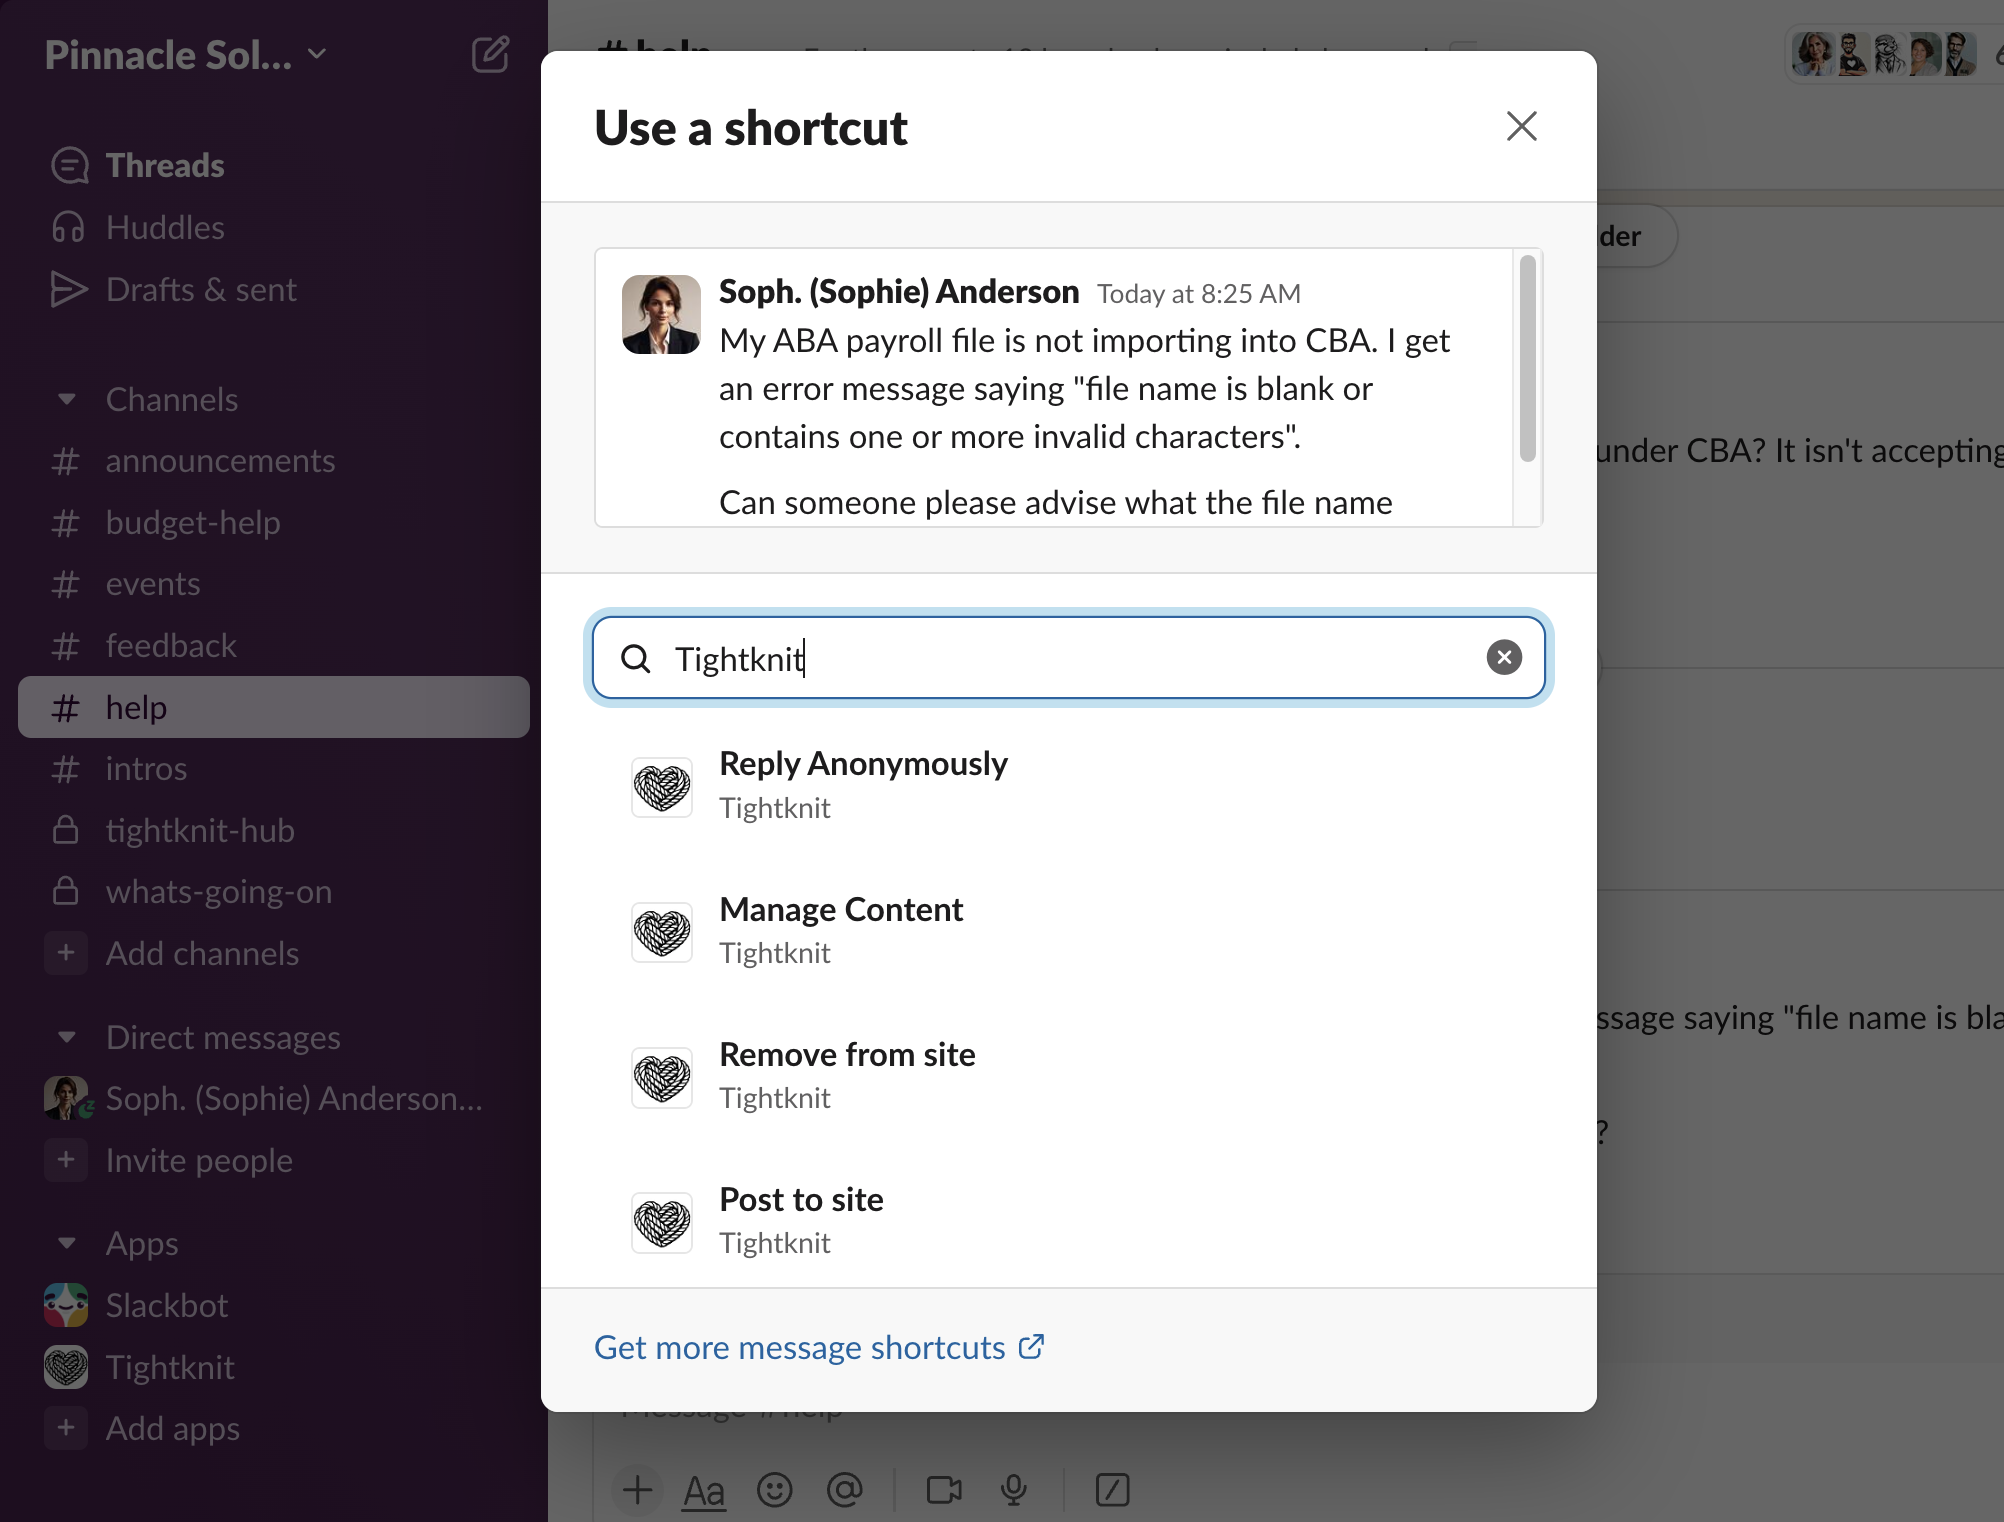 Pinnacle Sol...
Threads
Huddles
Drafts & sent
Channels
# announcements
# budget-help
# events
# feedback
# help
# intros
tightknit-hub
whats-going-on
+ Add channels
Direct messages
Soph. (Sophie) Anderson...
+ Invite people
Apps
Slackbot
Tightknit
+ Add apps
# help
Use a shortcut
Soph. (Sophie) Anderson Today at 8:25 AM
My ABA payroll file is not importing into CBA. I get
an error message saying "file name is blank or
contains one or more invalid characters".
Can someone please advise what the file name
Tightknit
Reply Anonymously
Tightknit
Manage Content
Tightknit
Remove from site
Tightknit
Post to site
Tightknit
Get more message shortcuts
der
under CBA? It isn't accepting
ssage saying "file name is bla
?
Message #help
Aa